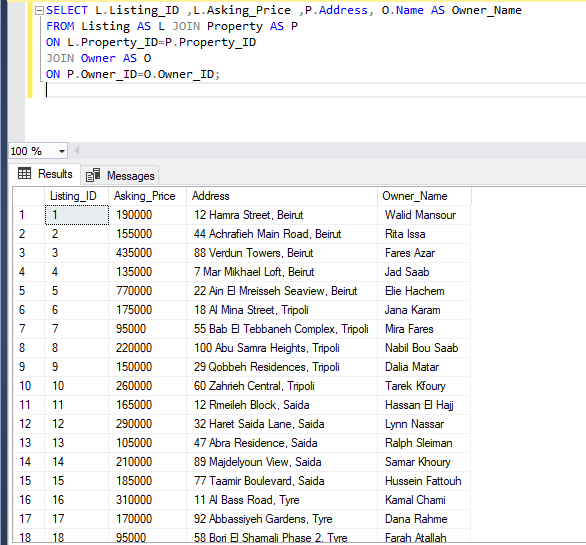 SELECT L.Listing_ID ,L.Asking_Price ,P.Address, O.Name AS Owner_Name
FROM Listing AS L JOIN Property AS P
ON L.Property_ID=P.Property_ID
JOIN Owner AS O
ON P.Owner_ID=O.Owner_ID;
100 %
Results Messages
Listing_ID Asking_Price Address Owner_Name
1 1 190000 12 Hamra Street, Beirut Walid Mansour
2 2 155000 44 Achrafieh Main Road, Beirut Rita Issa
3 3 435000 88 Verdun Towers, Beirut Fares Azar
4 4 135000 7 Mar Mikhael Loft, Beirut Jad Saab
5 5 770000 22 Ain El Mreisseh Seaview, Beirut Elie Hachem
6 6 175000 18 Al Mina Street, Tripoli Jana Karam
7 7 95000 55 Bab El Tebbaneh Complex, Tripoli Mira Fares
8 8 220000 100 Abu Samra Heights, Tripoli Nabil Bou Saab
9 9 150000 29 Qobbeh Residences, Tripoli Dalia Matar
10 10 260000 60 Zahrieh Central, Tripoli Tarek Kfoury
11 11 165000 12 Rmeileh Block, Saida Hassan El Hajj
12 12 290000 32 Haret Saida Lane, Saida Lynn Nassar
13 13 105000 47 Abra Residence, Saida Ralph Sleiman
14 14 210000 89 Majdelyoun View, Saida Samar Khoury
15 15 185000 77 Taamir Boulevard, Saida Hussein Fattouh
16 16 310000 11 Al Bass Road, Tyre Kamal Chami
17 17 170000 92 Abbassiyeh Gardens, Tyre Dana Rahme
18 18 95000 58 Borj El Shamali Phase 2, Tyre Farah Atallah